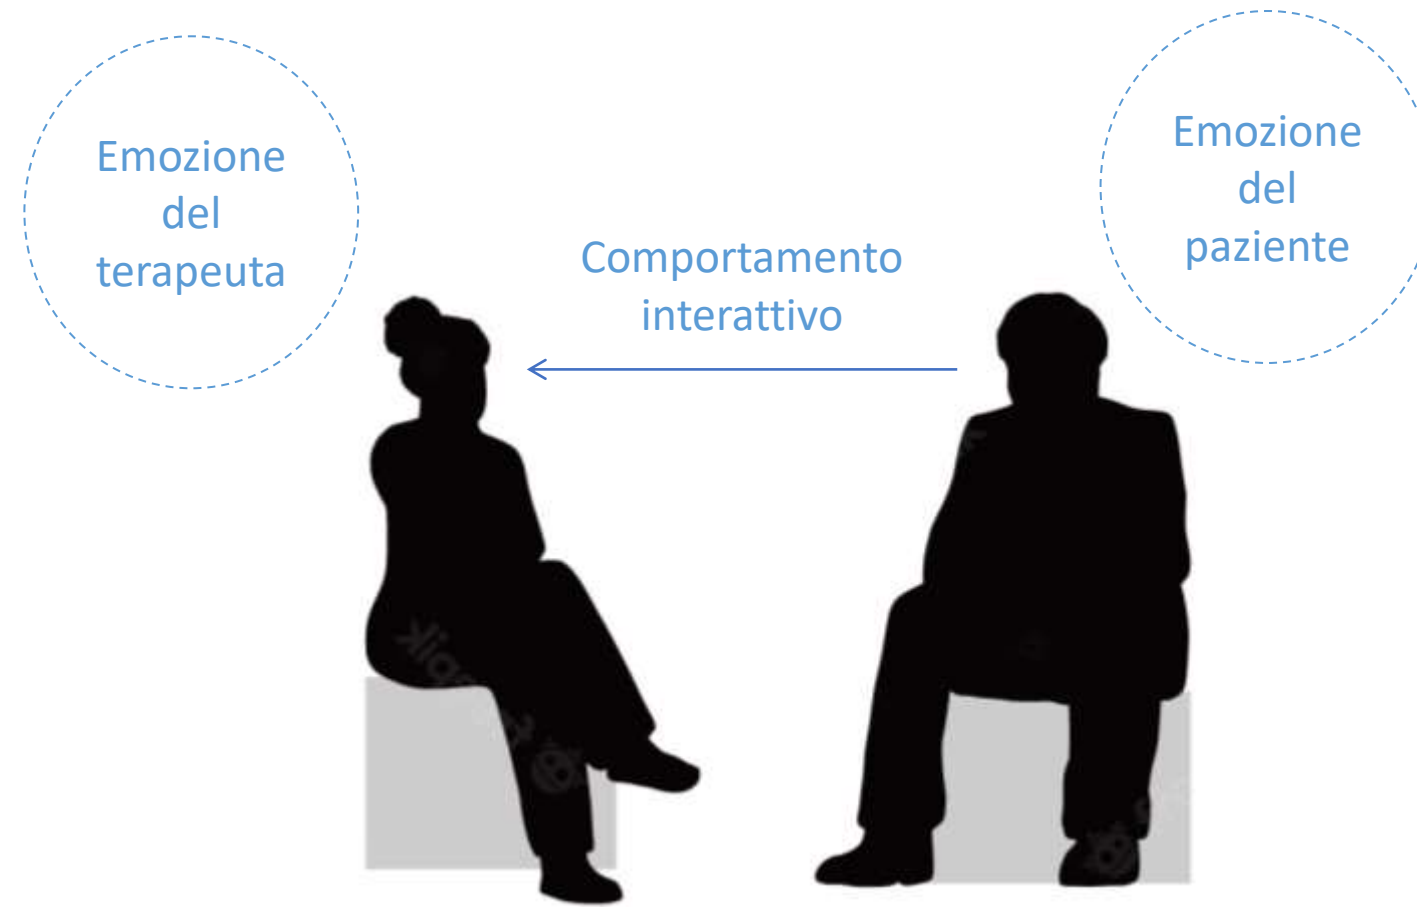 Emozione
del
terapeuta
Comportamento
interattivo
Emozione
del
paziente